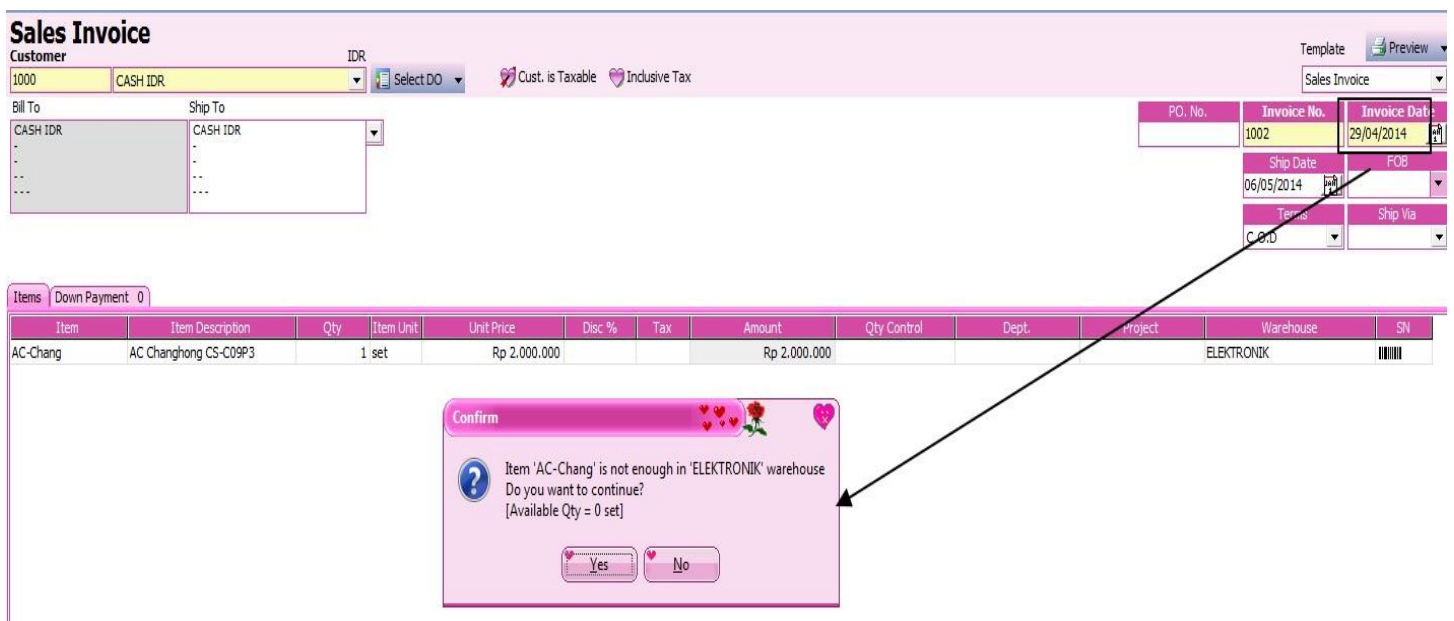 Sales Invoice
Customer IDR
1000 CASH IDR Select DO Cust. is Taxable Inclusive Tax
Template Preview
Sales Invoice
Bill To Ship To
CASH IDR CASH IDR
- -
- -
-- --
--- ---
PO. No. Invoice No. Invoice Date
1002 29/04/2014
Ship Date FOB
06/05/2014
Terms Ship Via
C.O.D
Items Down Payment 0
Item Item Description Qty Item Unit Unit Price Disc % Tax Amount Qty Control Dept. Project Warehouse SN
AC-Chang AC Changhong CS-C09P3 1 set Rp 2.000.000 Rp 2.000.000 ELEKTRONIK
Confirm
Item 'AC-Chang' is not enough in 'ELEKTRONIK' warehouse
Do you want to continue?
[Available Qty = 0 set]
Yes No